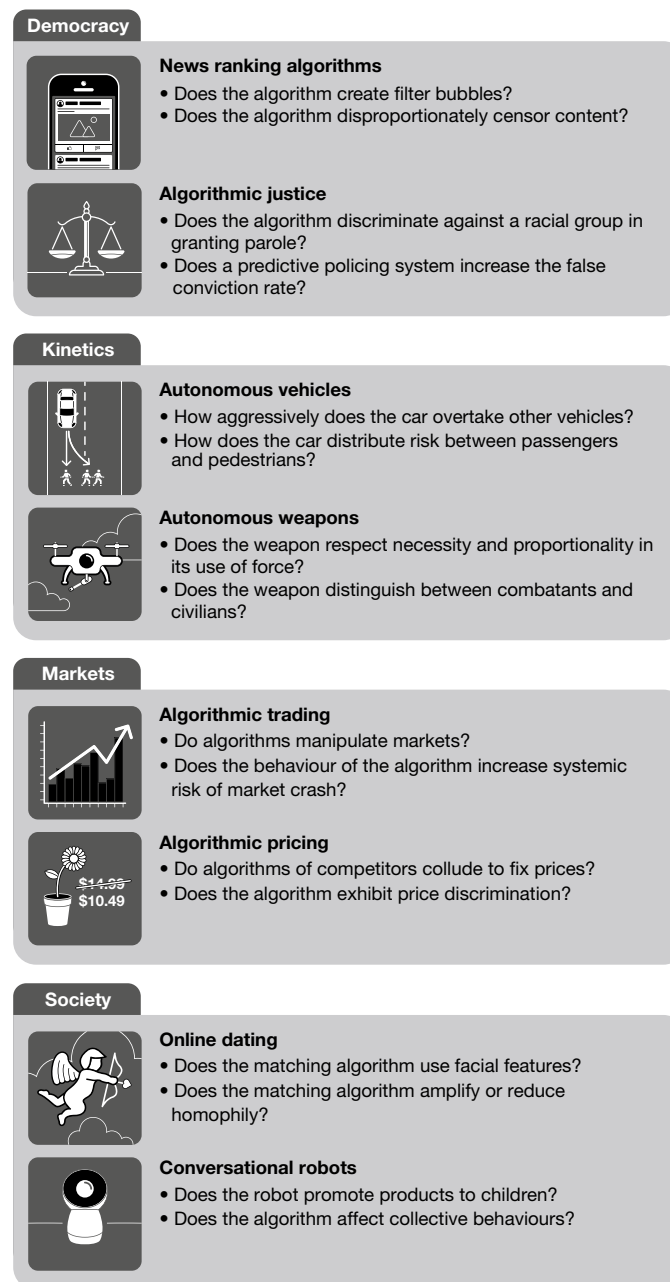 Democracy
News ranking algorithms
• Does the algorithm create filter bubbles?
• Does the algorithm disproportionately censor content?
Algorithmic justice
• Does the algorithm discriminate against a racial group in
granting parole?
• Does a predictive policing system increase the false
conviction rate?
Kinetics
Autonomous vehicles
• How aggressively does the car overtake other vehicles?
• How does the car distribute risk between passengers
and pedestrians?
Autonomous weapons
• Does the weapon respect necessity and proportionality in
its use of force?
• Does the weapon distinguish between combatants and
civilians?
Markets
Algorithmic trading
• Do algorithms manipulate markets?
• Does the behaviour of the algorithm increase systemic
risk of market crash?
Algorithmic pricing
• Do algorithms of competitors collude to fix prices?
• Does the algorithm exhibit price discrimination?
$14.99
$10.49
Society
Online dating
• Does the matching algorithm use facial features?
• Does the matching algorithm amplify or reduce
homophily?
Conversational robots
• Does the robot promote products to children?
• Does the algorithm affect collective behaviours?